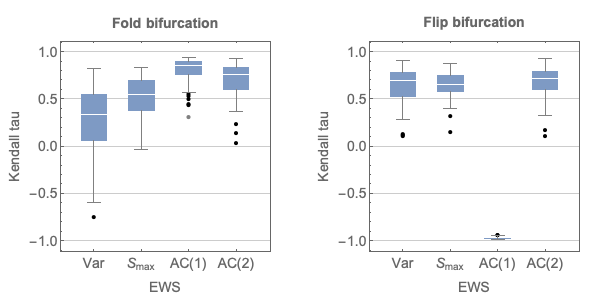 Fold bifurcation
Kendall tau
1.0
0.5
0.0
−0.5
−1.0
Var
Smax
AC(1)
AC(2)
EWS
Flip bifurcation
Kendall tau
1.0
0.5
0.0
−0.5
−1.0
Var
Smax
AC(1)
AC(2)
EWS